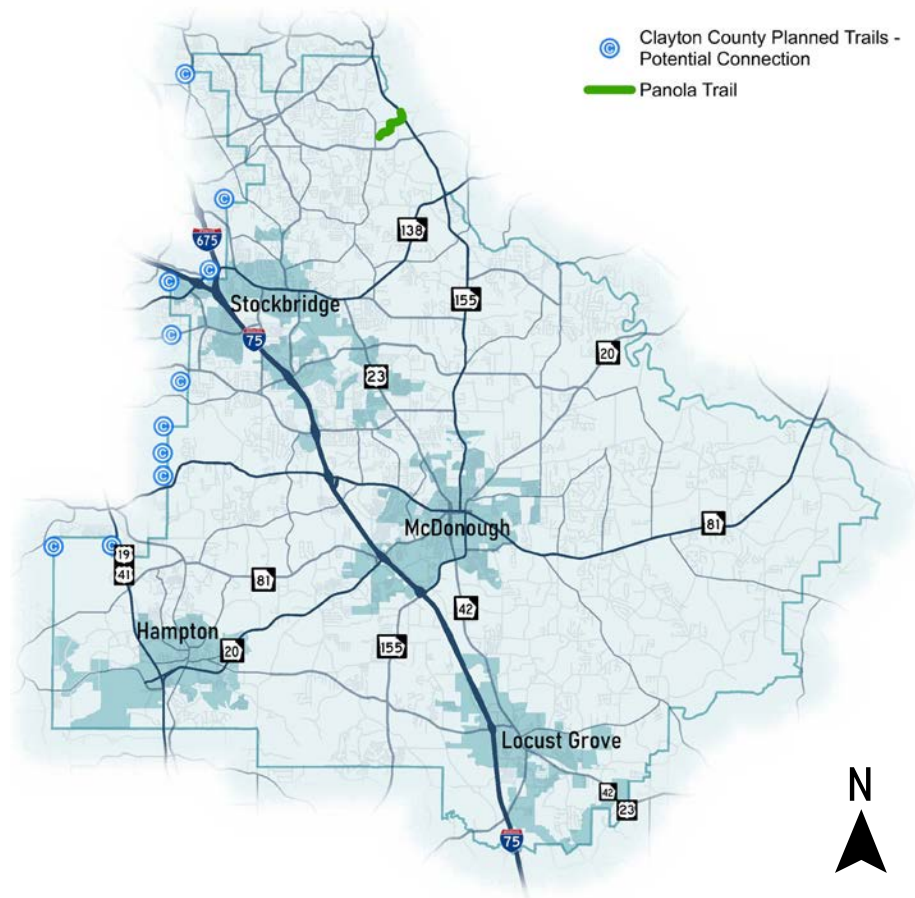 Clayton County Planned Trails -
Potential Connection
Panola Trail
C
C
138
675
C
C
Stockbridge
155
75
C
20
23
C
C
C
C
McDonough
81
C
C
19
41
81
42
Hampton
155
20
Locust Grove
42
23
75
N